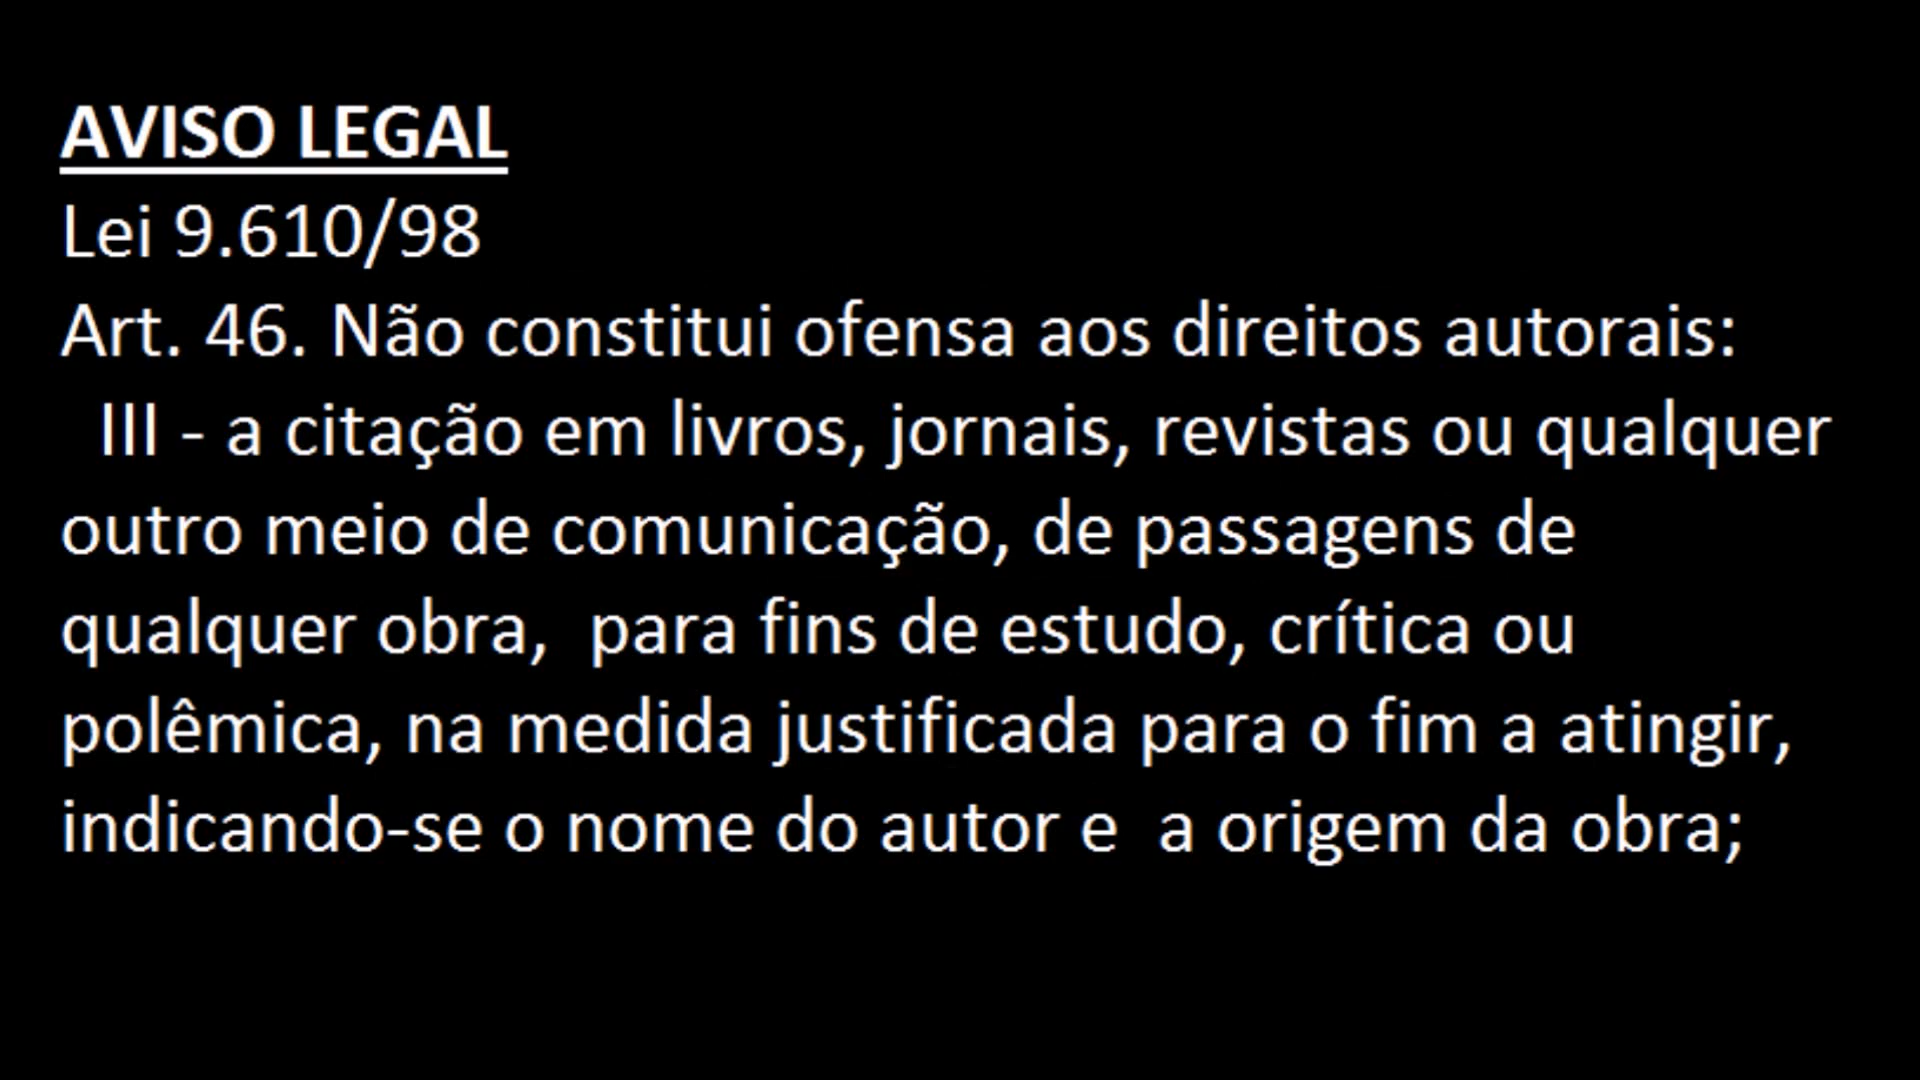 AVISO LEGAL
Lei 9.610/98
Art. 46. Não constitui ofensa aos direitos autorais:
III - a citação em livros, jornais, revistas ou qualquer
outro meio de comunicação, de passagens de
qualquer obra,  para fins de estudo, crítica ou
polêmica, na medida justificada para o fim a atingir,
indicando-se o nome do autor e  a origem da obra;